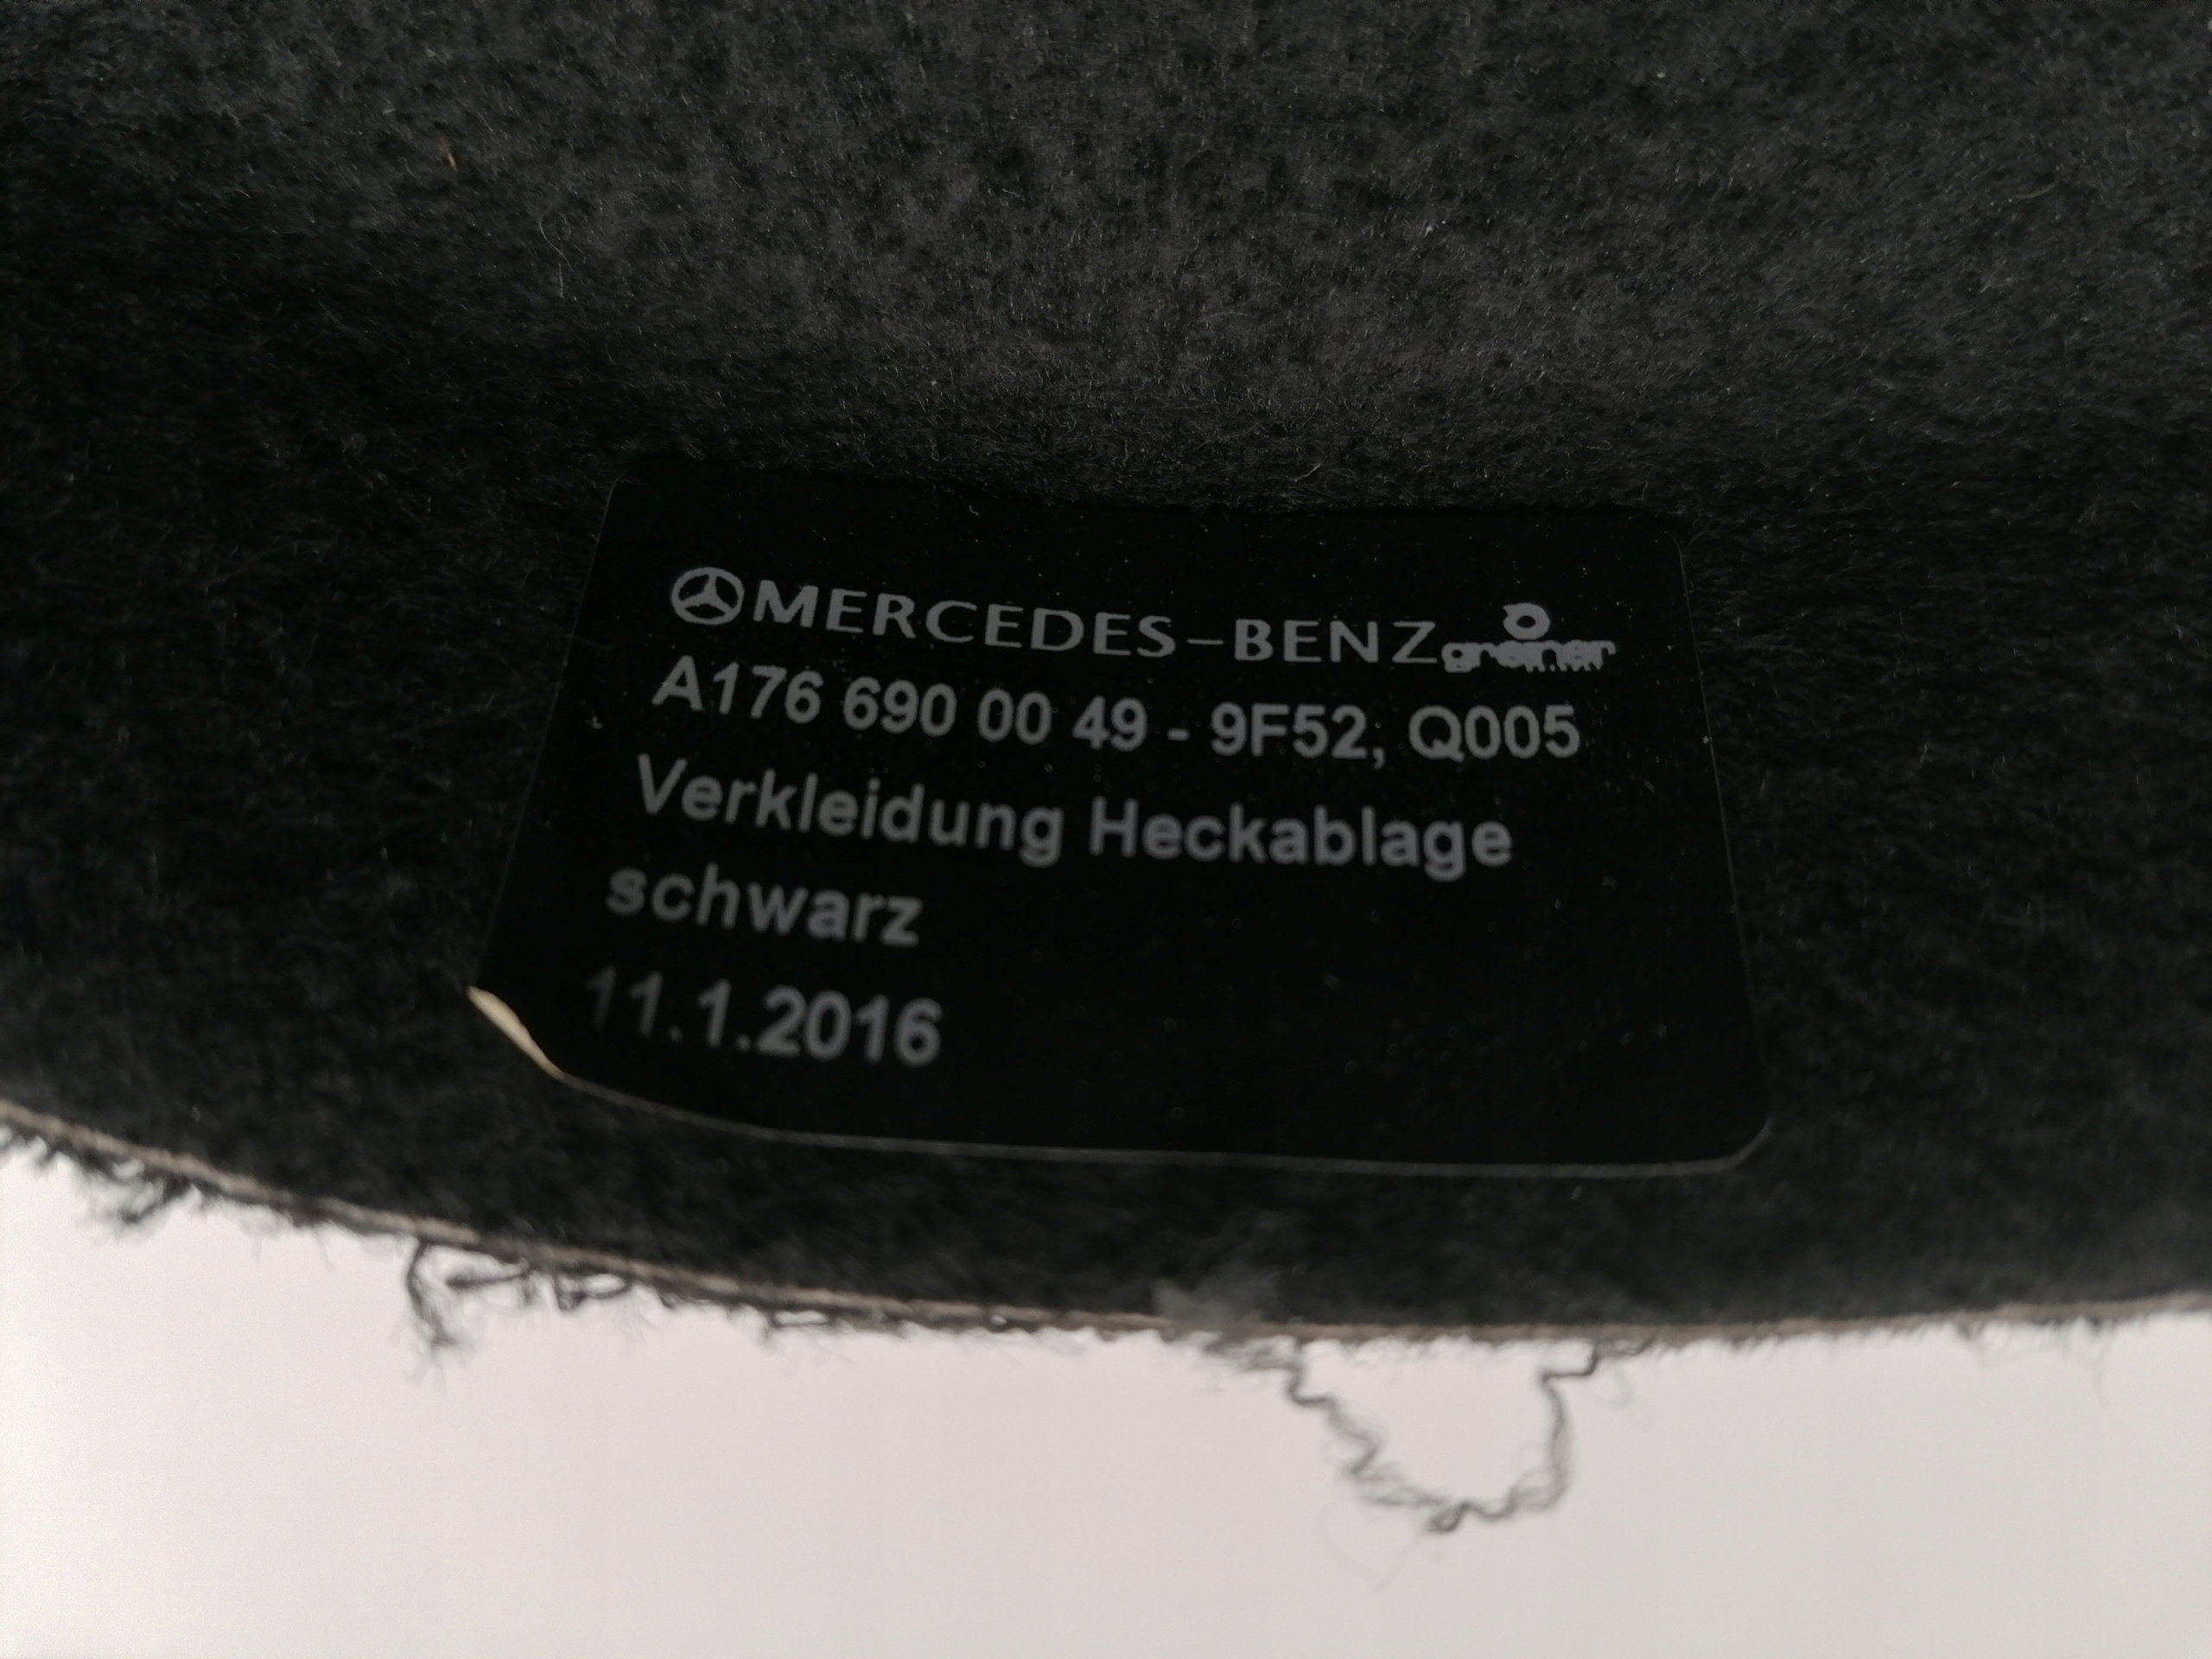 MERCEDES-BENZ greiner
A176 690 00 49 - 9F52, Q005
Verkleidung Heckablage
schwarz
11.1.2016